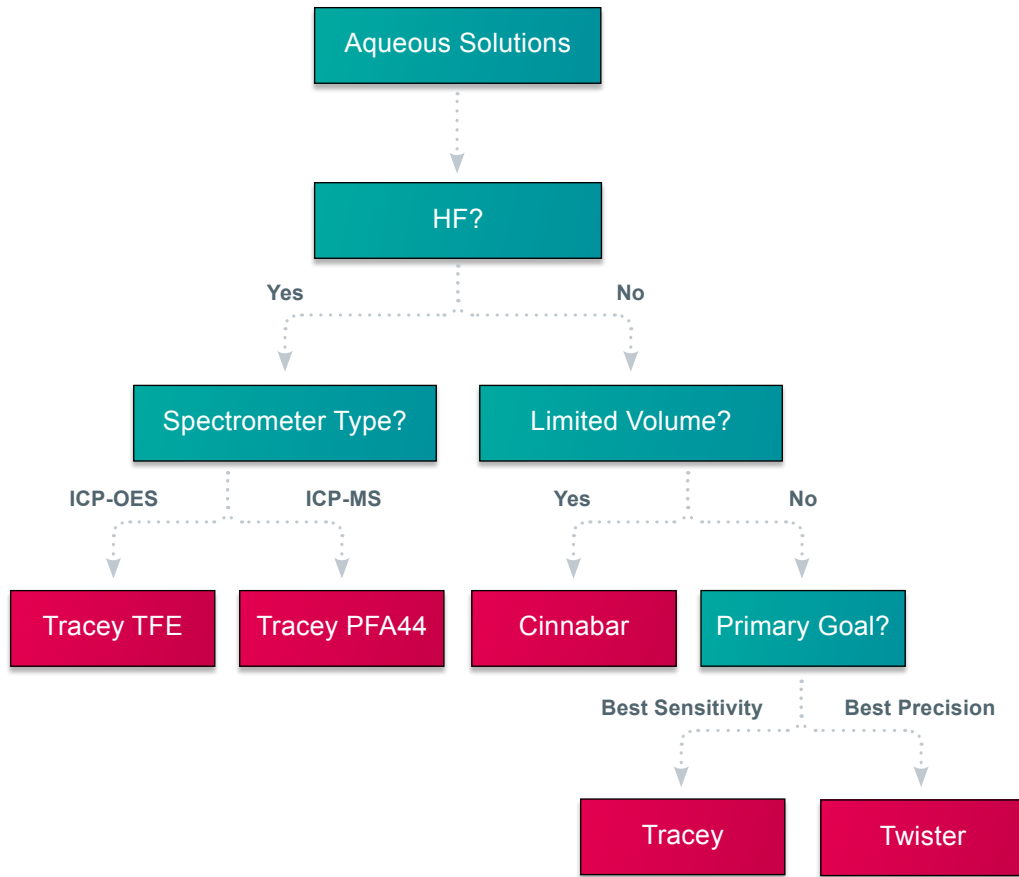 Aqueous Solutions
HF?
Yes
No
Spectrometer Type?
Limited Volume?
ICP-OES
ICP-MS
Yes
No
Tracey TFE
Tracey PFA44
Cinnabar
Primary Goal?
Best Sensitivity
Best Precision
Tracey
Twister